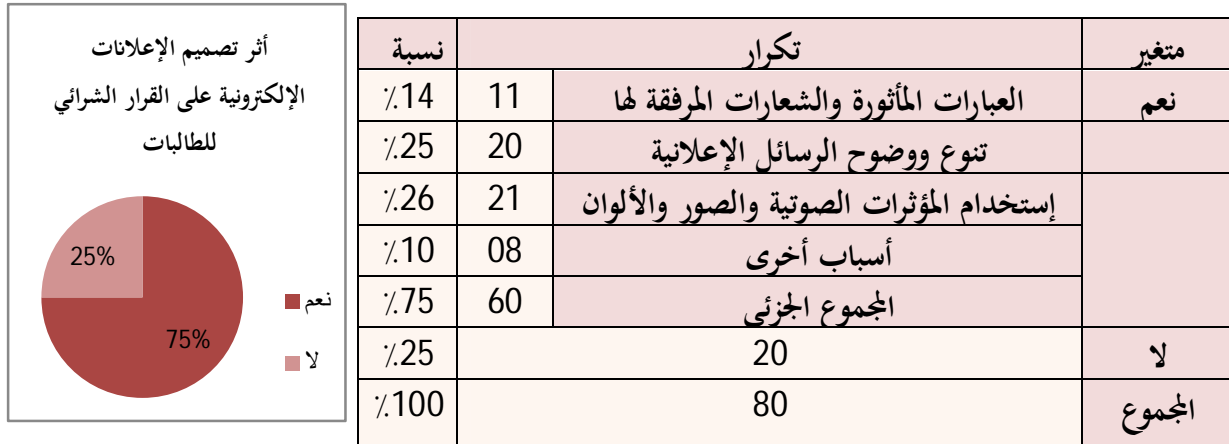 أثر تصميم الإعلانات
الإلكترونية على القرار الشرائي
للطالبات
25%
75%
نعم
لا
متغير تكرار نسبة
نعم العبارات المأثورة والشعارات المرفقة لها 11 14٪
تنوع ووضوح الرسائل الإعلانية 20 25٪
إستخدام المؤثرات الصوتية والصور والألوان 21 26٪
أسباب أخرى 08 10٪
المجموع الجزئي 60 75٪
لا 20 25٪
المجموع 80 100٪